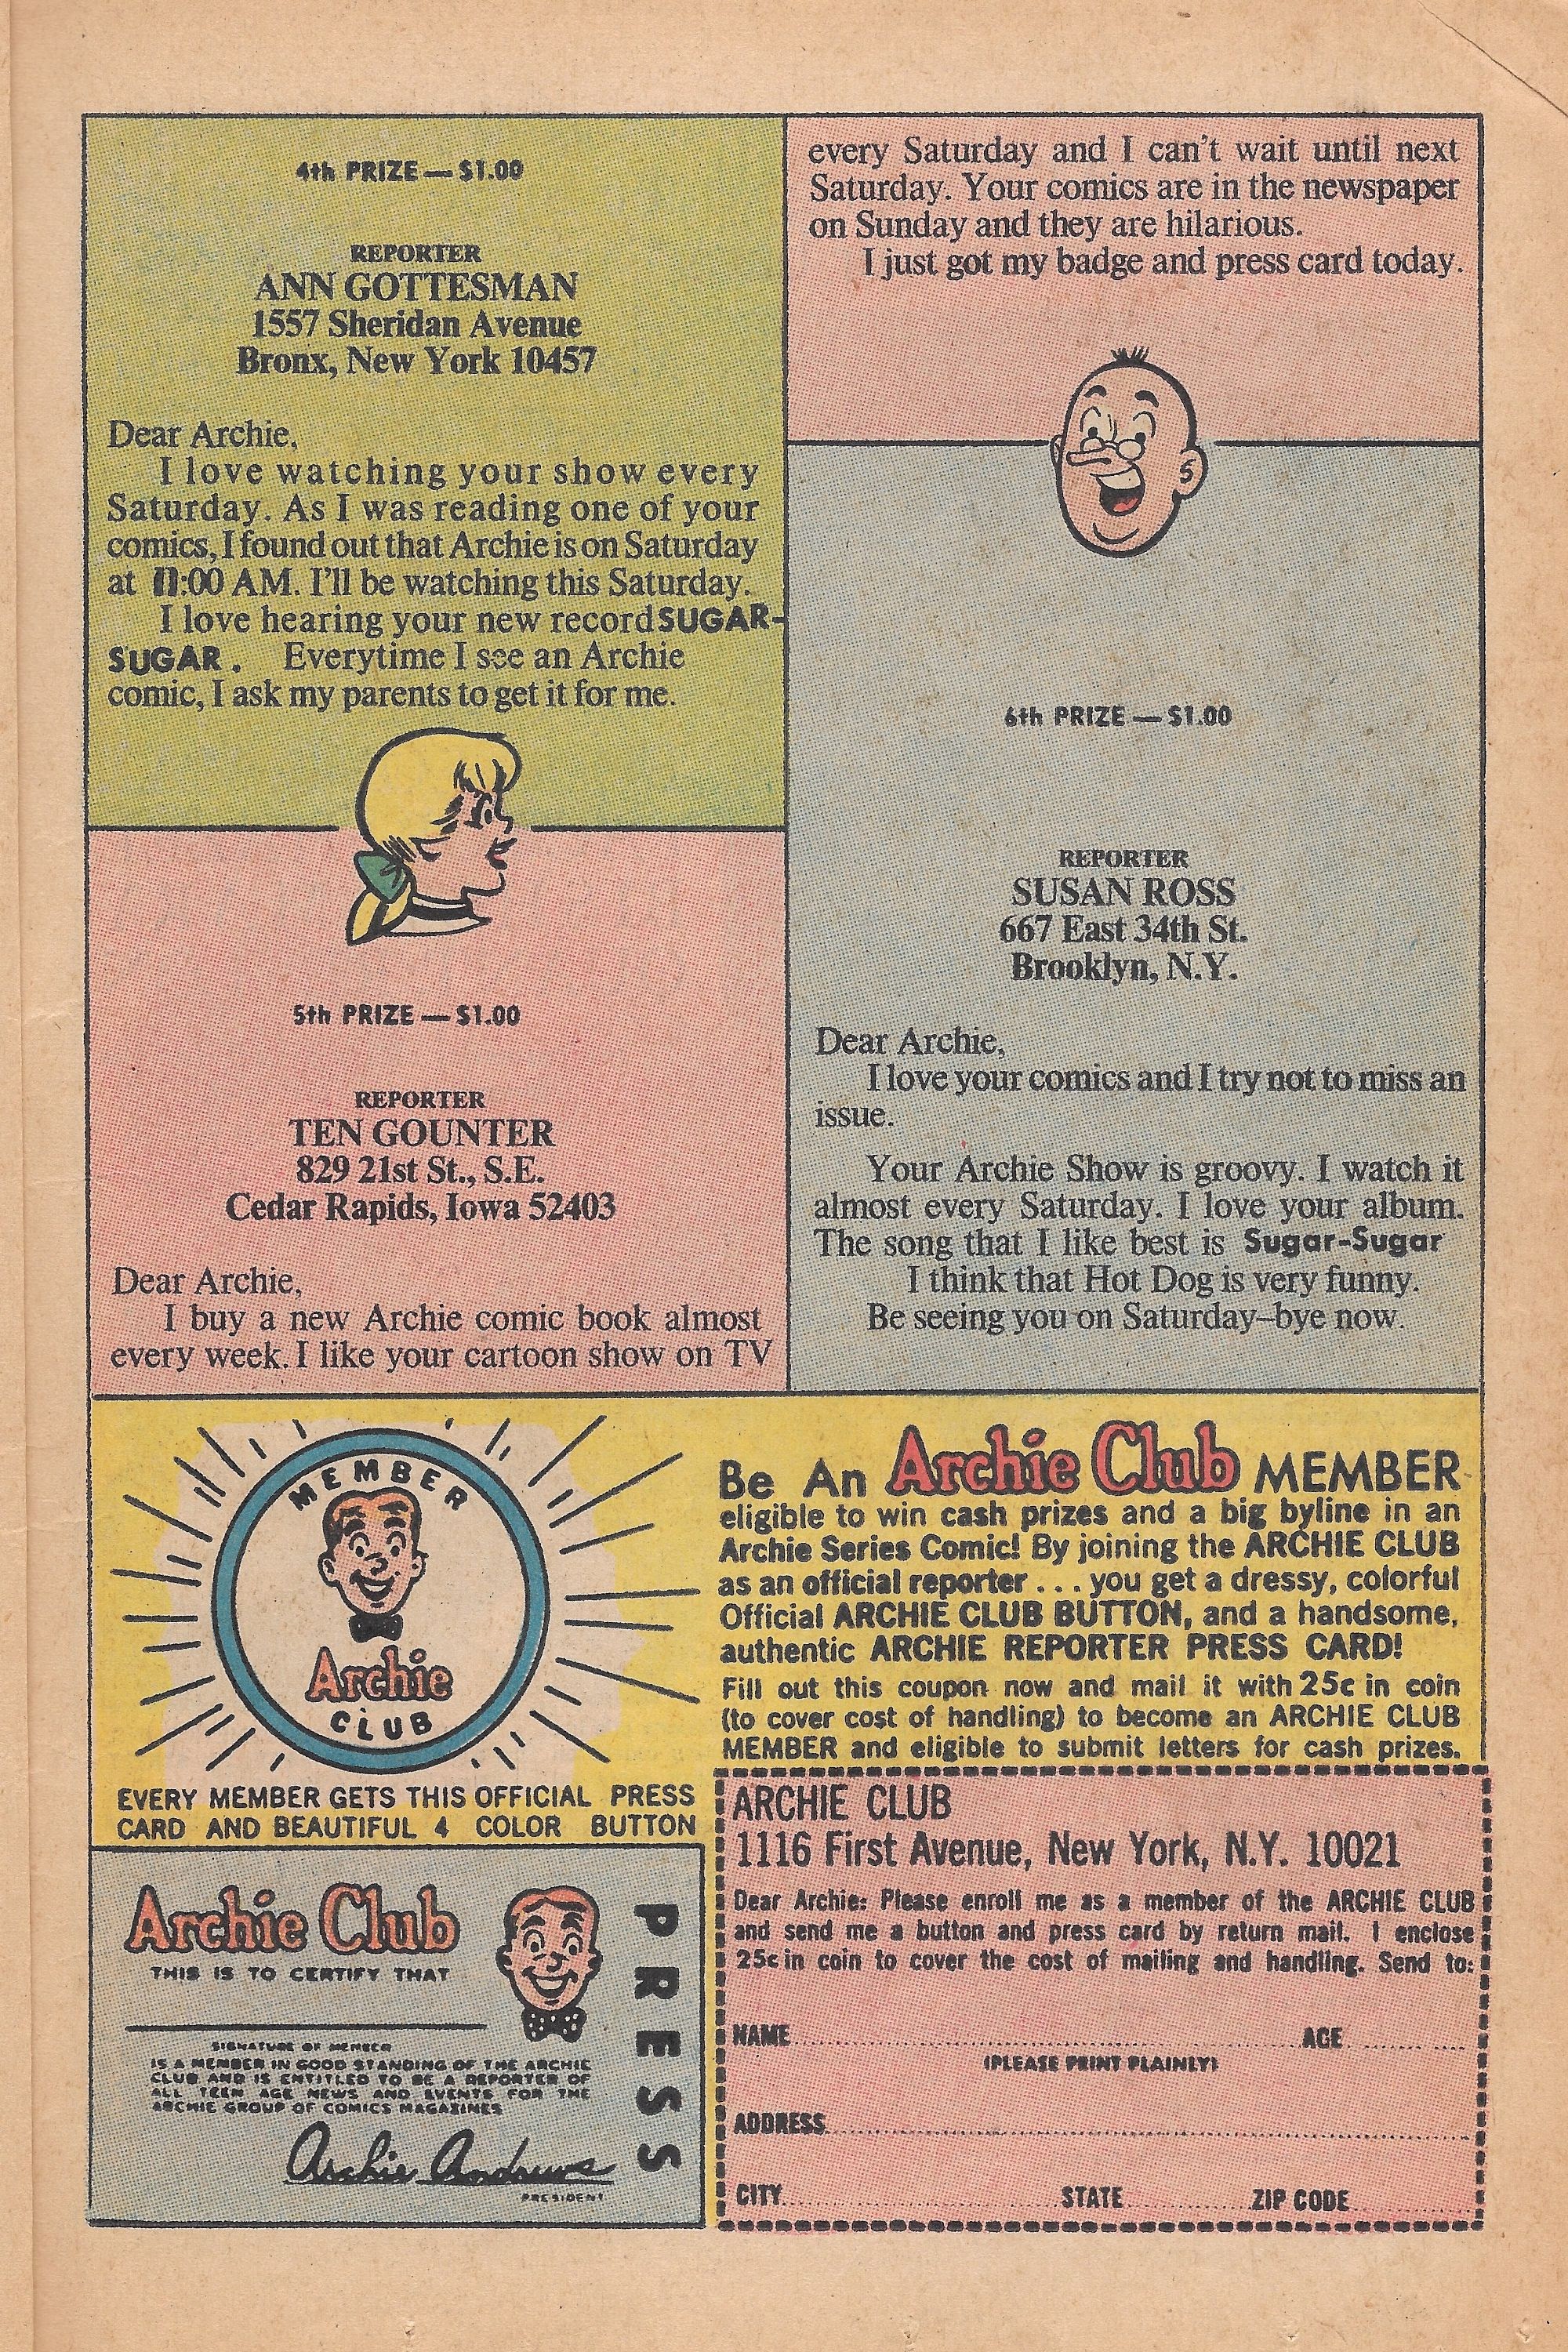 4th PRIZE — $1.00
REPORTER
ANN GOTTESMAN
1557 Sheridan Avenue
Bronx, New York 10457
Dear Archie,
I love watching your show every
Saturday. As I was reading one of your
comics, I found out that Archie is on Saturday
at 11:00 AM. I'll be watching this Saturday.
I love hearing your new record SUGAR-
SUGAR. Everytime I see an Archie
comic, I ask my parents to get it for me.
5th PRIZE — $1.00
REPORTER
TEN GOUNTER
829 21st St., S.E.
Cedar Rapids, Iowa 52403
Dear Archie,
I buy a new Archie comic book almost
every week. I like your cartoon show on TV
every Saturday and I can't wait until next
Saturday. Your comics are in the newspaper
on Sunday and they are hilarious.
I just got my badge and press card today.
6th PRIZE — $1.00
REPORTER
SUSAN ROSS
667 East 34th St.
Brooklyn, N.Y.
Dear Archie,
I love your comics and I try not to miss an
issue.
Your Archie Show is groovy. I watch it
almost every Saturday. I love your album.
The song that I like best is Sugar-Sugar
I think that Hot Dog is very funny.
Be seeing you on Saturday–bye now.
MEMBER
Archie
CLUB
EVERY MEMBER GETS THIS OFFICIAL PRESS
CARD AND BEAUTIFUL 4 COLOR BUTTON
Be An Archie Club MEMBER
eligible to win cash prizes and a big byline in an
Archie Series Comic! By joining the ARCHIE CLUB
as an official reporter . . . you get a dressy, colorful
Official ARCHIE CLUB BUTTON, and a handsome,
authentic ARCHIE REPORTER PRESS CARD!
Fill out this coupon now and mail it with 25c in coin
(to cover cost of handling) to become an ARCHIE CLUB
MEMBER and eligible to submit letters for cash prizes.
Archie Club
THIS IS TO CERTIFY THAT
SIGNATURE OF MEMBER
IS A MEMBER IN GOOD STANDING OF THE ARCHIE
CLUB AND IS ENTITLED TO BE A REPORTER OF
ALL TEEN AGE NEWS AND EVENTS FOR THE
ARCHIE GROUP OF COMICS MAGAZINES
Archie Andrews
PRESIDENT
PRESS
ARCHIE CLUB
1116 First Avenue, New York, N.Y. 10021
Dear Archie: Please enroll me as a member of the ARCHIE CLUB
and send me a button and press card by return mail. I enclose
25c in coin to cover the cost of mailing and handling. Send to:
NAME AGE
(PLEASE PRINT PLAINLY)
ADDRESS
CITY STATE ZIP CODE